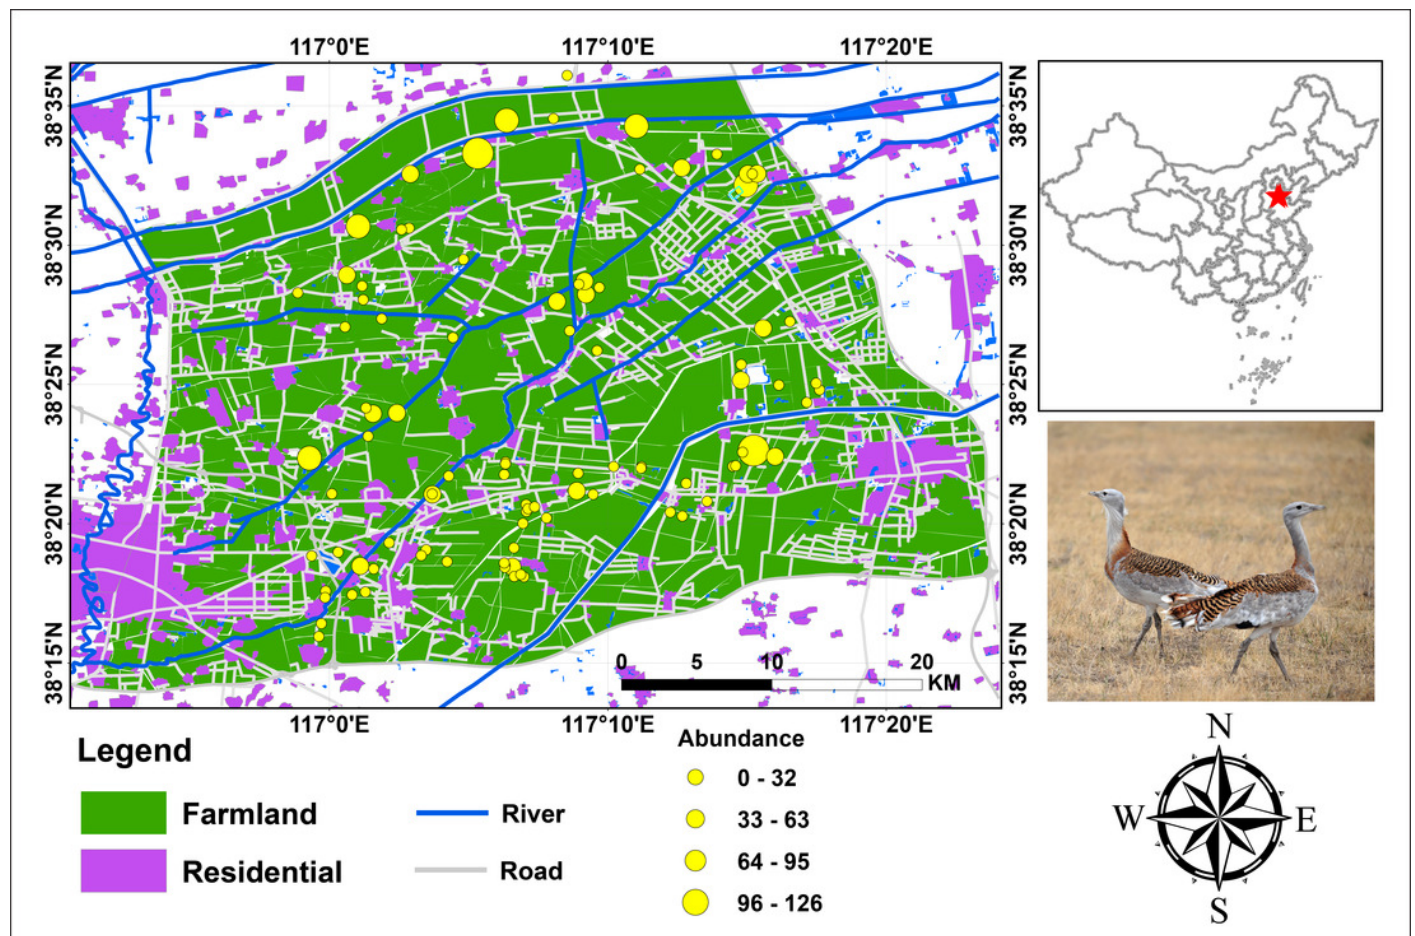 117°0'E 117°10'E 117°20'E
38°35'N 38°35'N
38°30'N 38°30'N
38°25'N 38°25'N
38°20'N 38°20'N
38°15'N 38°15'N
0 5 10 20
KM
117°0'E 117°10'E 117°20'E
Legend
Farmland
Residential
River
Road
Abundance
0 - 32
33 - 63
64 - 95
96 - 126
N
W E
S